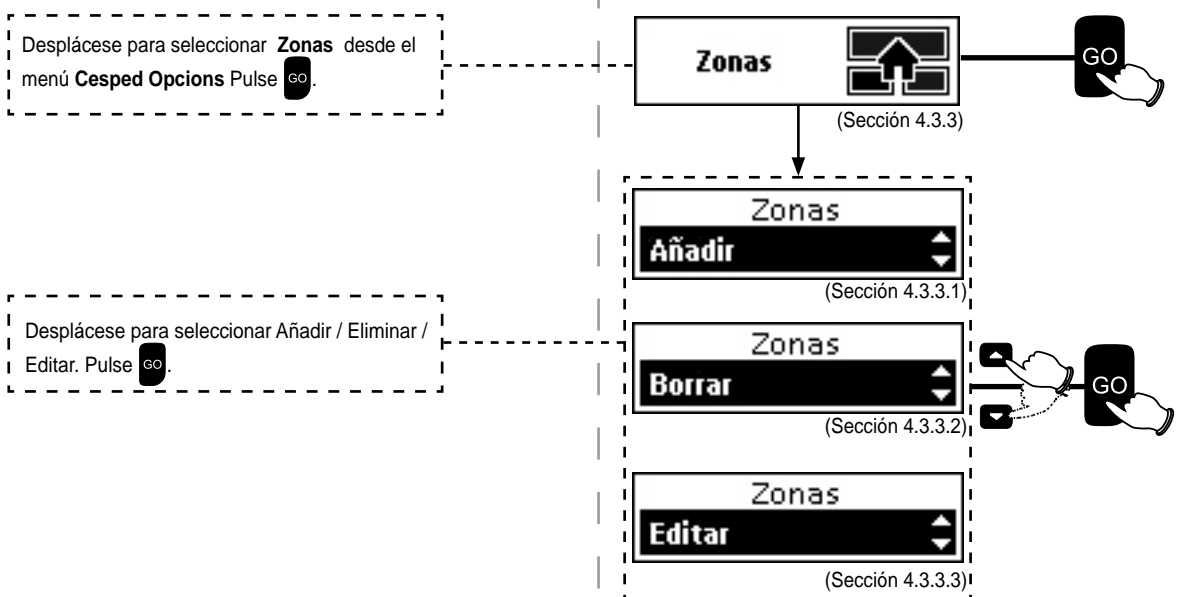 Desplácese para seleccionar Zonas desde el
menú Cesped Opcions Pulse GO.
Zonas
GO
(Sección 4.3.3)
Zonas
Añadir
(Sección 4.3.3.1)
Desplácese para seleccionar Añadir / Eliminar /
Editar. Pulse GO.
Zonas
Borrar
GO
(Sección 4.3.3.2)
Zonas
Editar
(Sección 4.3.3.3)